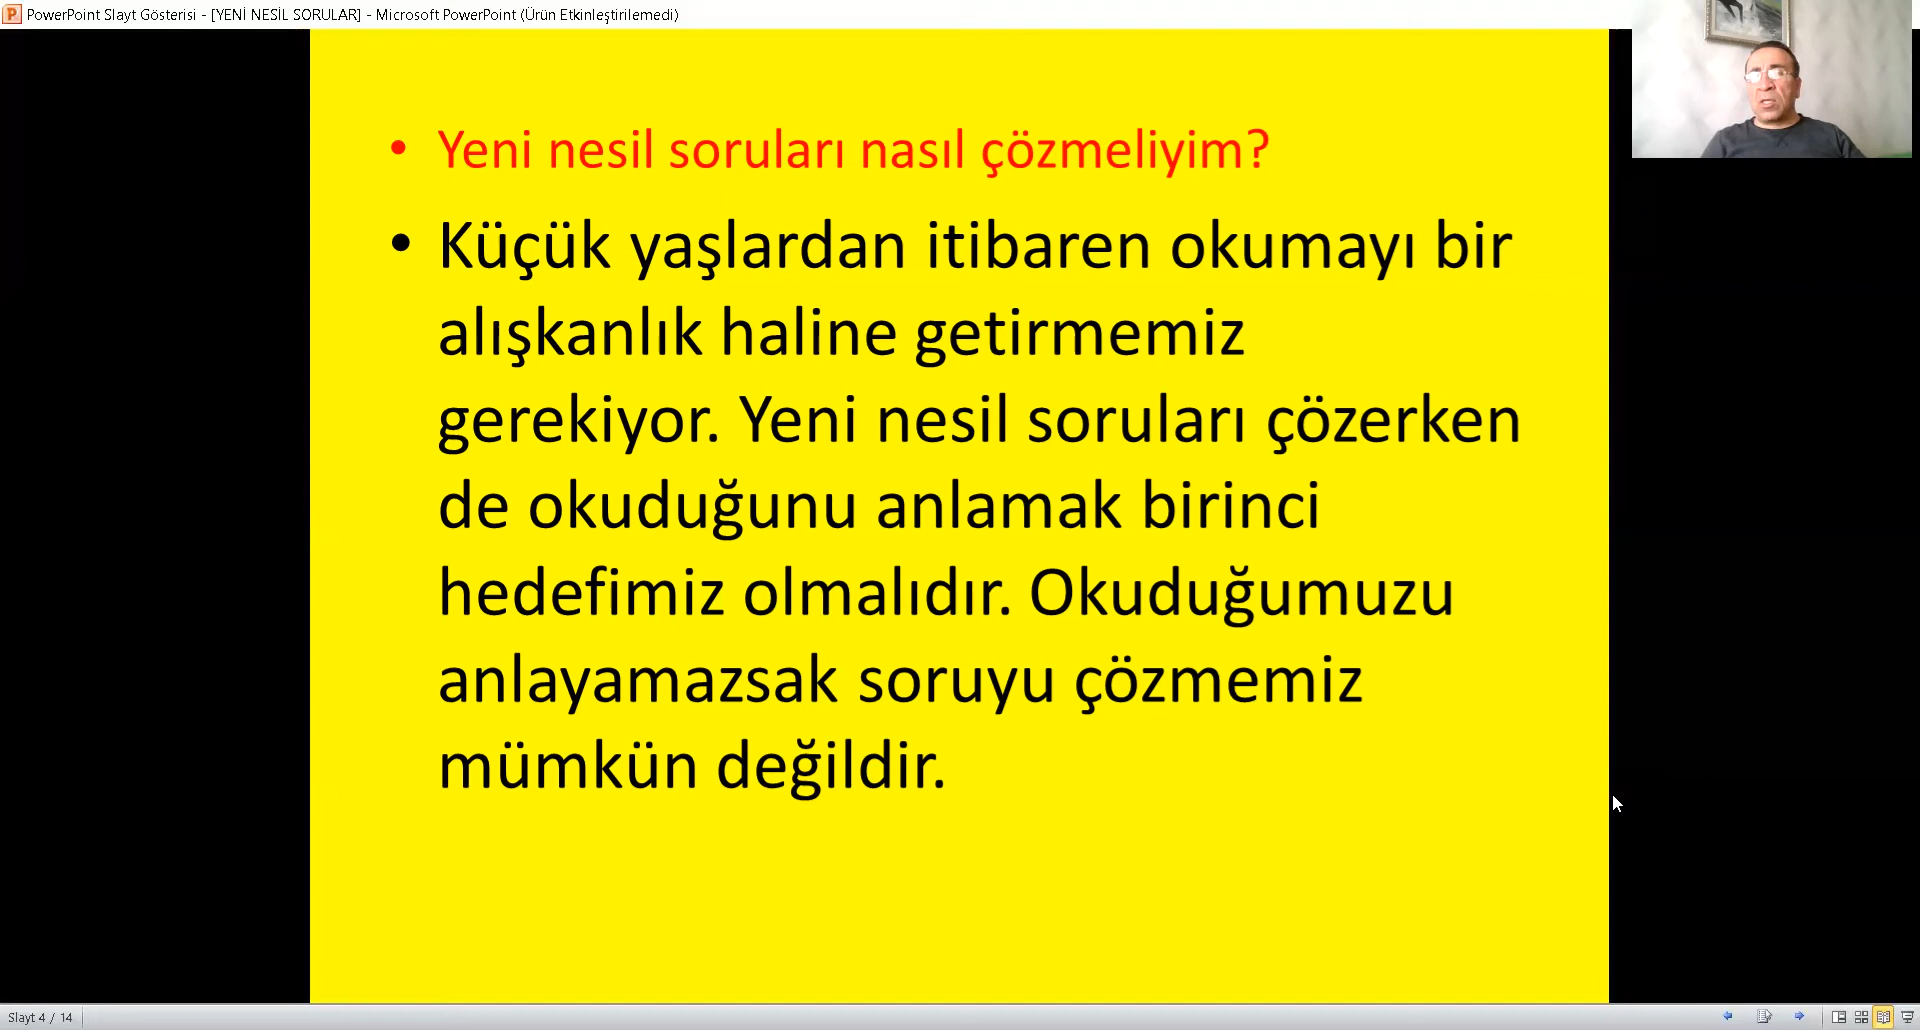 PowerPoint Slayt Gösterisi - [YENİ NESİL SORULAR] - Microsoft PowerPoint (Ürün Etkinleştirilemedi)
• Yeni nesil soruları nasıl çözmeliyim?
• Küçük yaşlardan itibaren okumayı bir
alışkanlık haline getirmemiz
gerekiyor. Yeni nesil soruları çözerken
de okuduğunu anlamak birinci
hedefimiz olmalıdır. Okuduğumuzu
anlayamazsak soruyu çözmemiz
mümkün değildir.
Slayt 4 / 14